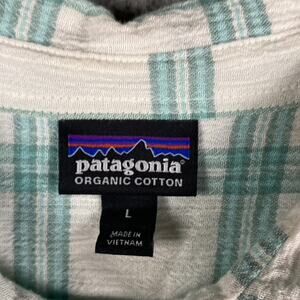 patagonia
ORGANIC COTTON
L
MADE IN
VIETNAM